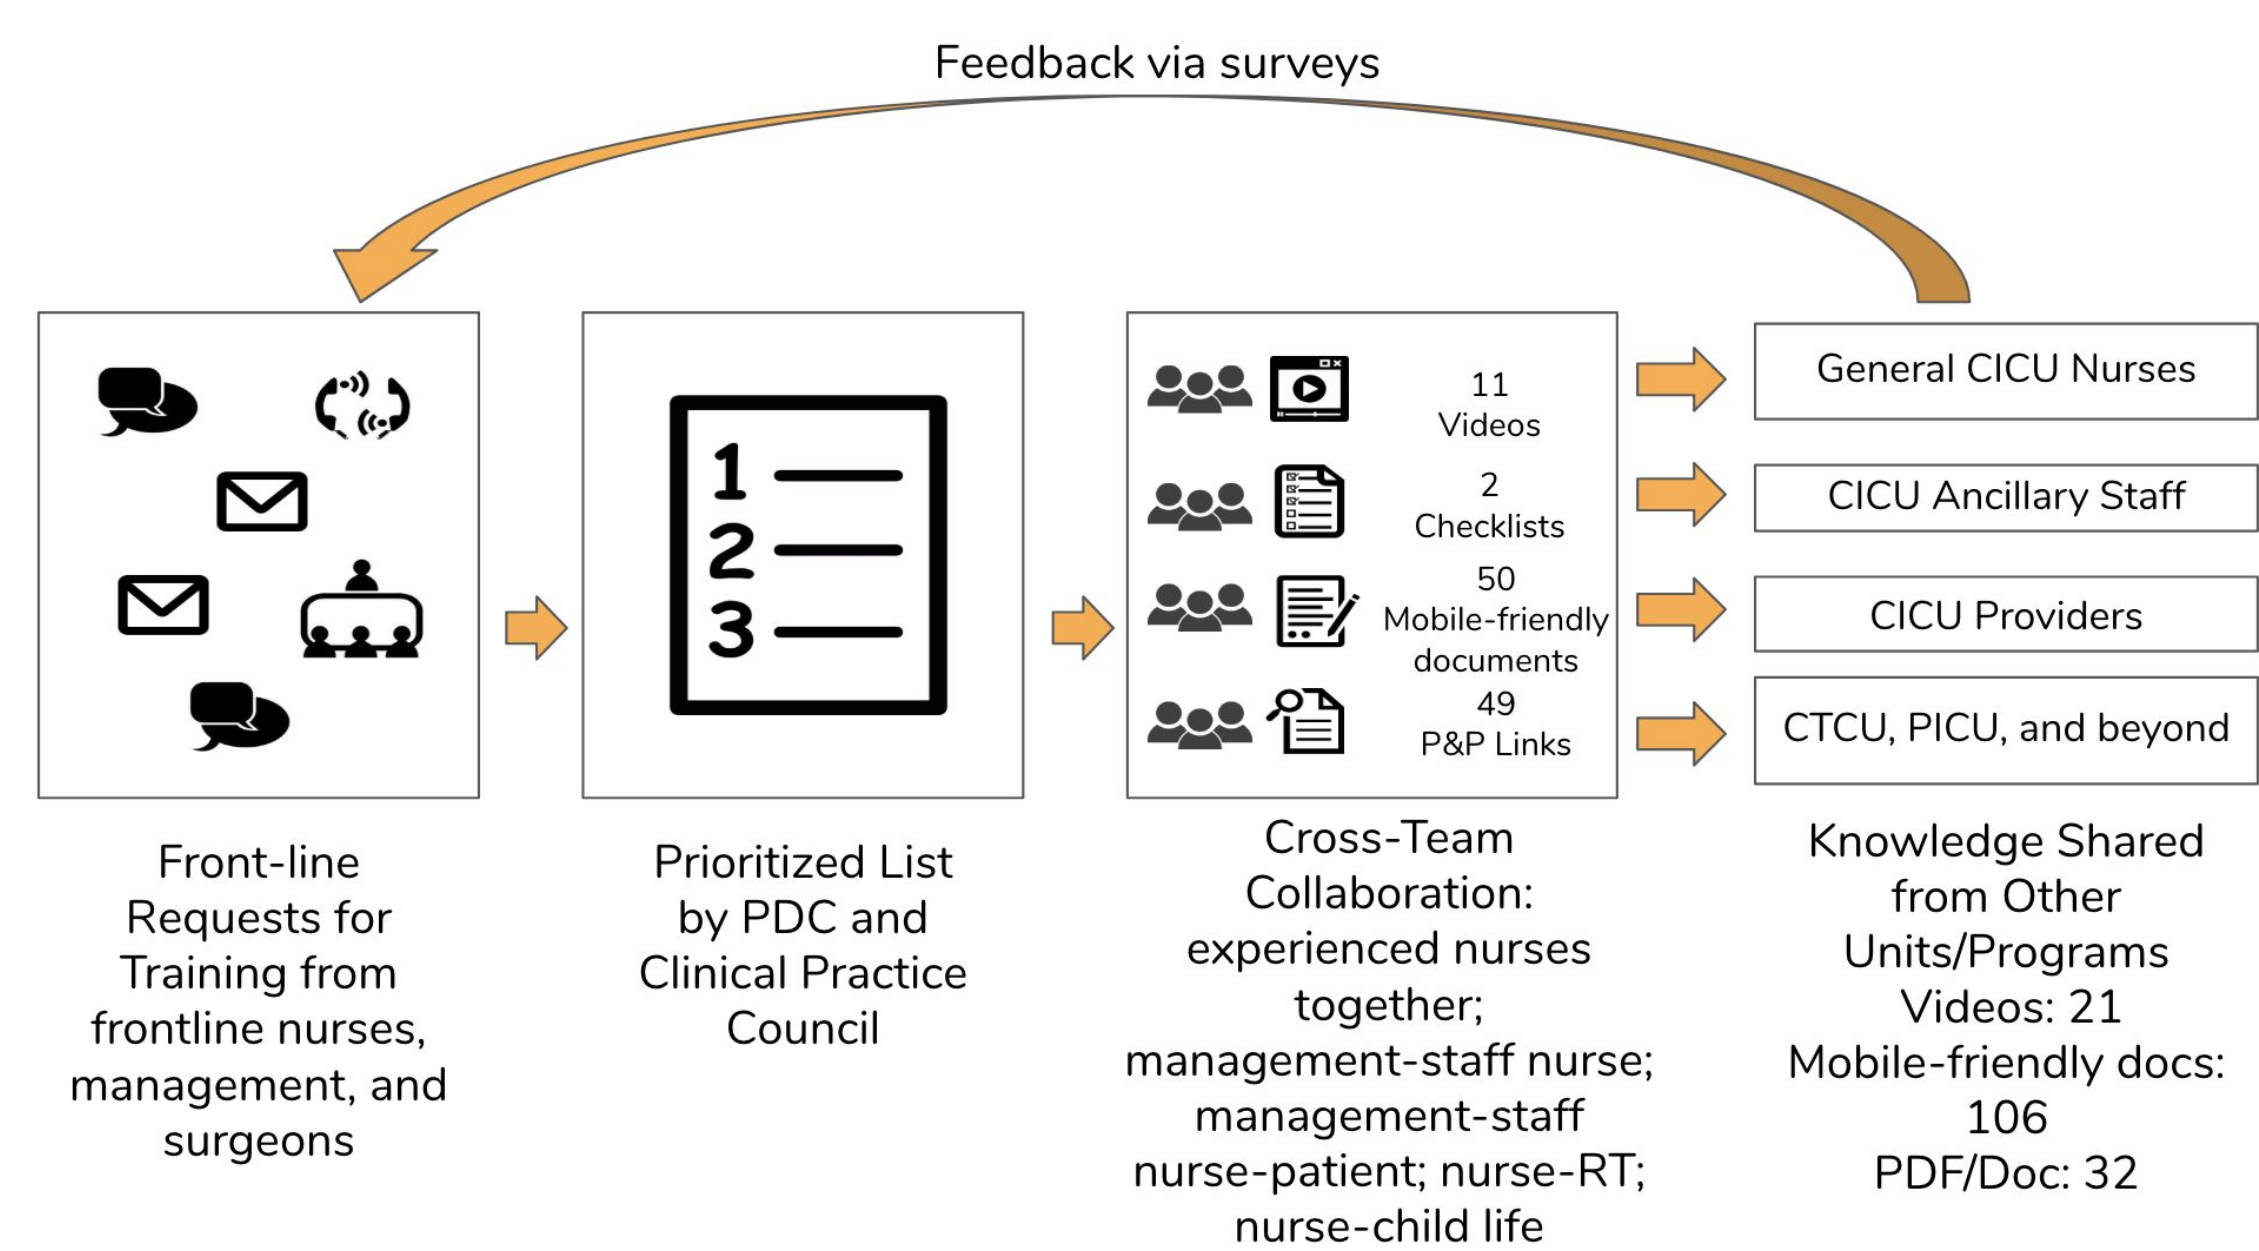 Feedback via surveys
1
2
3
11
Videos
2
Checklists
50
Mobile-friendly
documents
49
P&P Links
General CICU Nurses
CICU Ancillary Staff
CICU Providers
CTCU, PICU, and beyond
Front-line
Requests for
Training from
frontline nurses,
management, and
surgeons
Prioritized List
by PDC and
Clinical Practice
Council
Cross-Team
Collaboration:
experienced nurses
together;
management-staff nurse;
management-staff
nurse-patient; nurse-RT;
nurse-child life
Knowledge Shared
from Other
Units/Programs
Videos: 21
Mobile-friendly docs:
106
PDF/Doc: 32